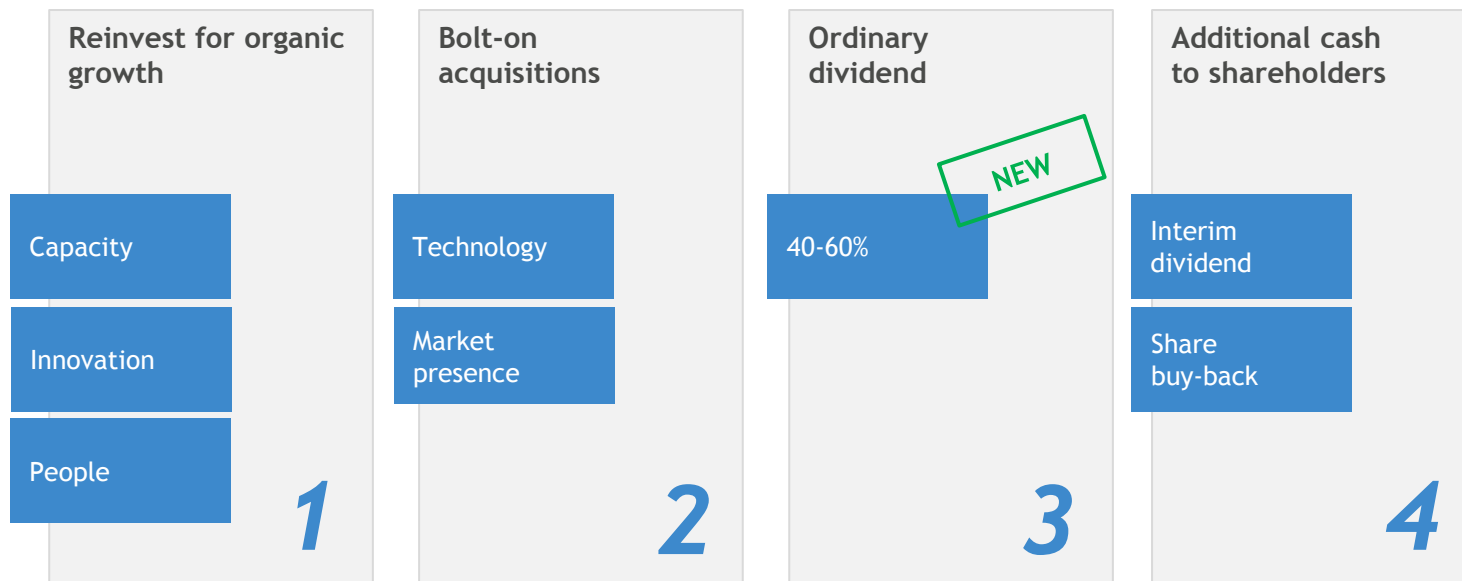 Reinvest for organic
growth
Capacity
Innovation
People
1
Bolt-on
acquisitions
Technology
Market
presence
2
Ordinary
dividend
NEW
40-60%
3
Additional cash
to shareholders
Interim
dividend
Share
buy-back
4